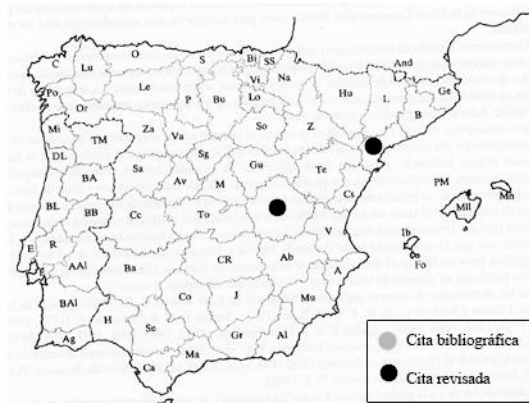 C
Lu
O
S
Bi
SS
Na
And
Po
Or
Le
P
Bu
Vi
Lo
Hu
L
Ge
B
Mi
TM
Za
Va
So
Z
DL
BA
Sa
Av
Sg
M
Gu
Te
Cs
PM
Mn
Mll
BL
BB
Cc
To
V
Ib
Fo
E
R
AAl
Ba
CR
Ab
A
BAl
H
Co
J
Mu
Ag
Se
Gr
Al
Ca
Ma
Cita bibliográfica
Cita revisada